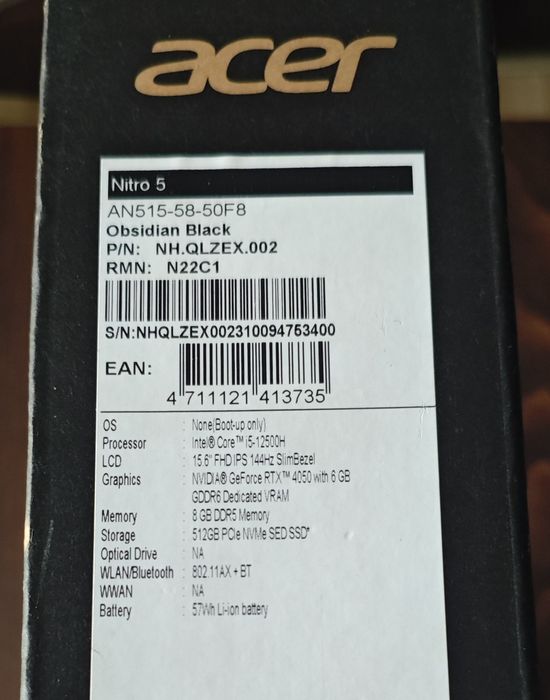 acer
Nitro 5
AN515-58-50F8
Obsidian Black
P/N: NH.QLZEX.002
RMN: N22C1
S/N:NHQLZEX002310094753400
EAN:
4 711121 413735
OS : None(Boot-up only)
Processor : Intel® Core™ i5-12500H
LCD : 15.6" FHD IPS 144Hz SlimBezel
Graphics : NVIDIA® GeForce RTX™ 4050 with 6 GB
GDDR6 Dedicated VRAM
Memory : 8 GB DDR5 Memory
Storage : 512GB PCIe NVMe SED SSD*
Optical Drive : NA
WLAN/Bluetooth : 802.11AX + BT
WWAN : NA
Battery : 57Wh Li-ion battery